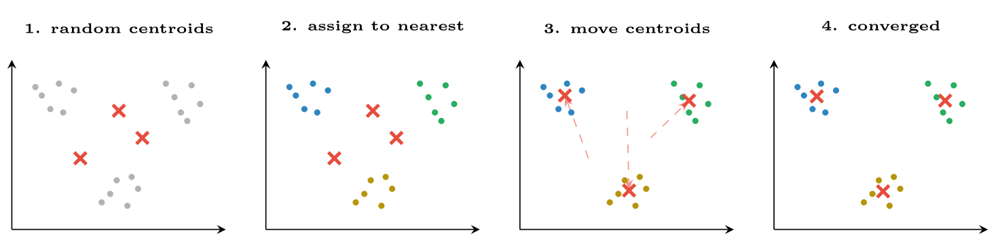 1. random centroids
2. assign to nearest
3. move centroids
4. converged